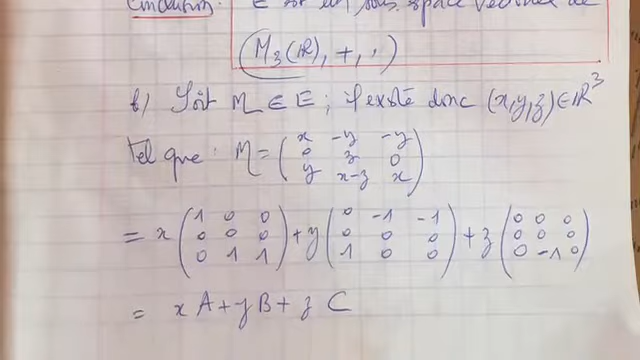 Conclusion: E est un sous space vectoriel de
(M₃(ℝ), +, ·)
b) Soit M ∈ E ; il existe donc (x, y, z) ∈ ℝ³
Tel que : M = ( x -y -y
0 z 0
y x-z x )
= x ( 1 0 0
0 0 0
0 1 1 ) + y ( 0 -1 -1
0 0 0
1 0 0 ) + z ( 0 0 0
0 0 0
0 -1 0 )
= x A + y B + z C